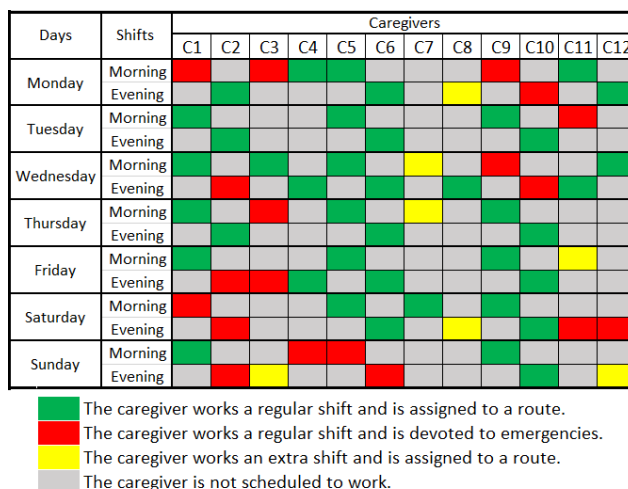 Days Shifts Caregivers
C1 C2 C3 C4 C5 C6 C7 C8 C9 C10 C11 C12
Monday Morning
Evening
Tuesday Morning
Evening
Wednesday Morning
Evening
Thursday Morning
Evening
Friday Morning
Evening
Saturday Morning
Evening
Sunday Morning
Evening
The caregiver works a regular shift and is assigned to a route.
The caregiver works a regular shift and is devoted to emergencies.
The caregiver works an extra shift and is assigned to a route.
The caregiver is not scheduled to work.